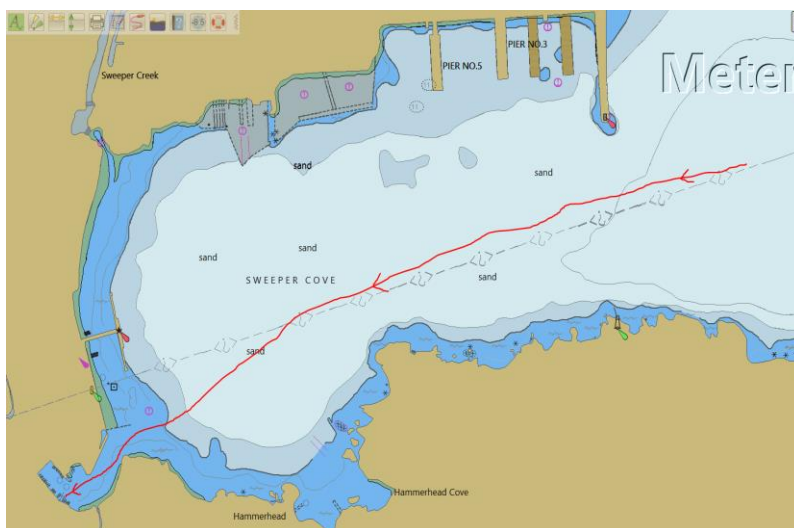 PIER NO.3
PIER NO.5
Meter
Sweeper Creek
sand
sand
sand
sand
SWEEPER COVE
sand
sand
Hammerhead Cove
Hammerhead